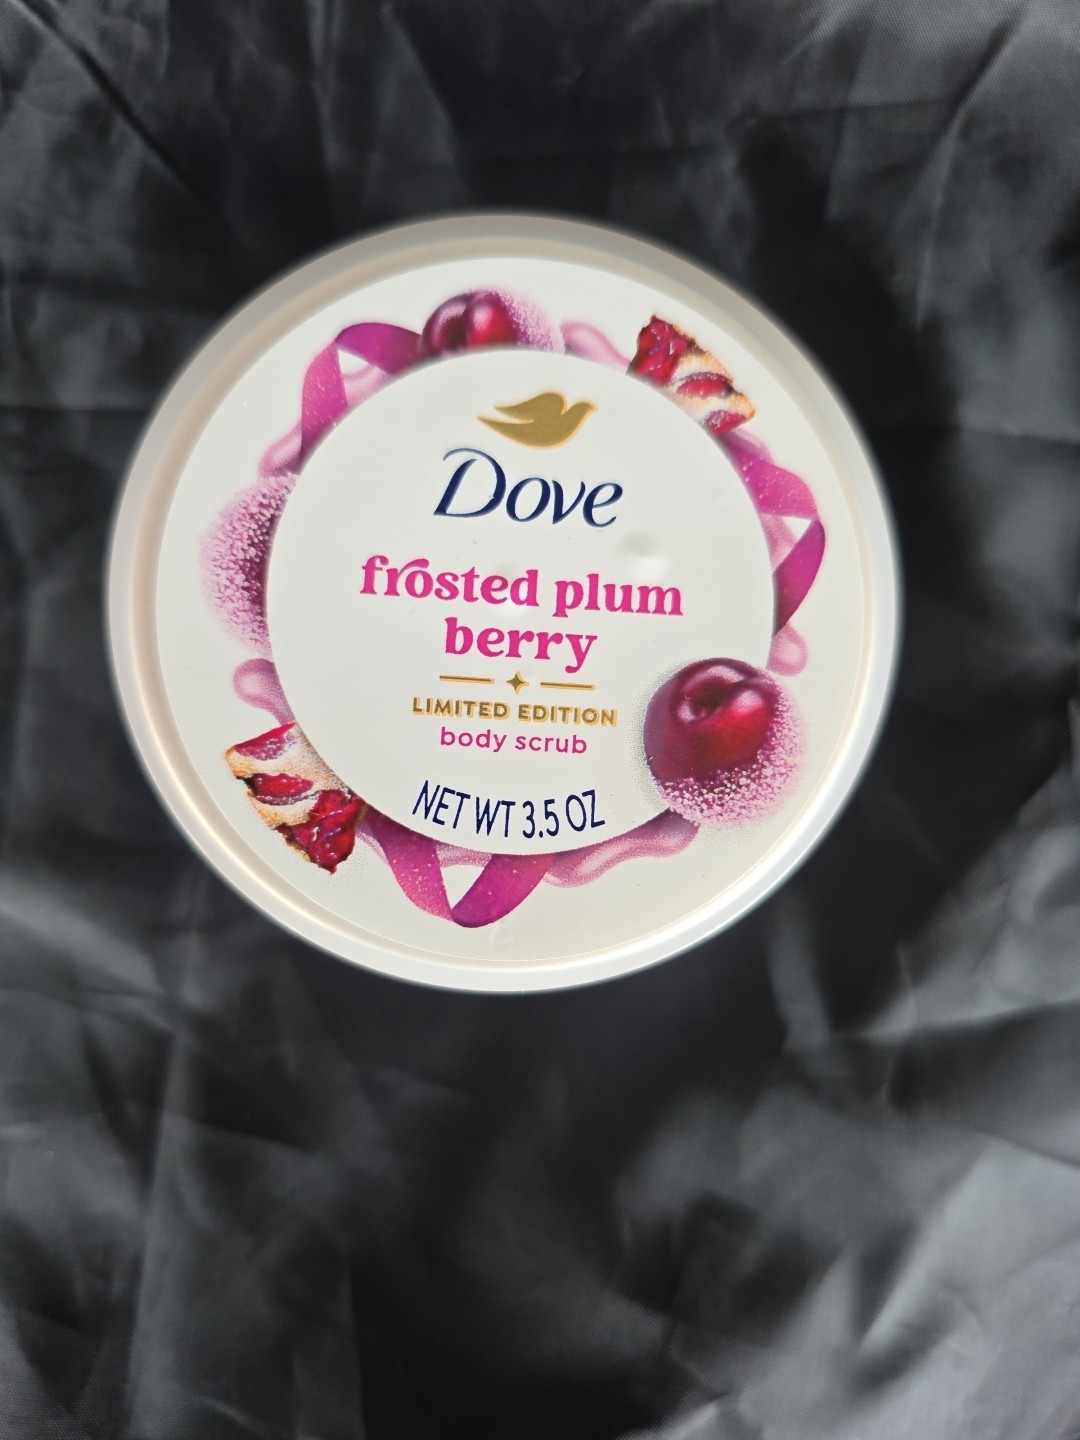 Dove
frosted plum
berry
LIMITED EDITION
body scrub
NET WT 3.5 OZ